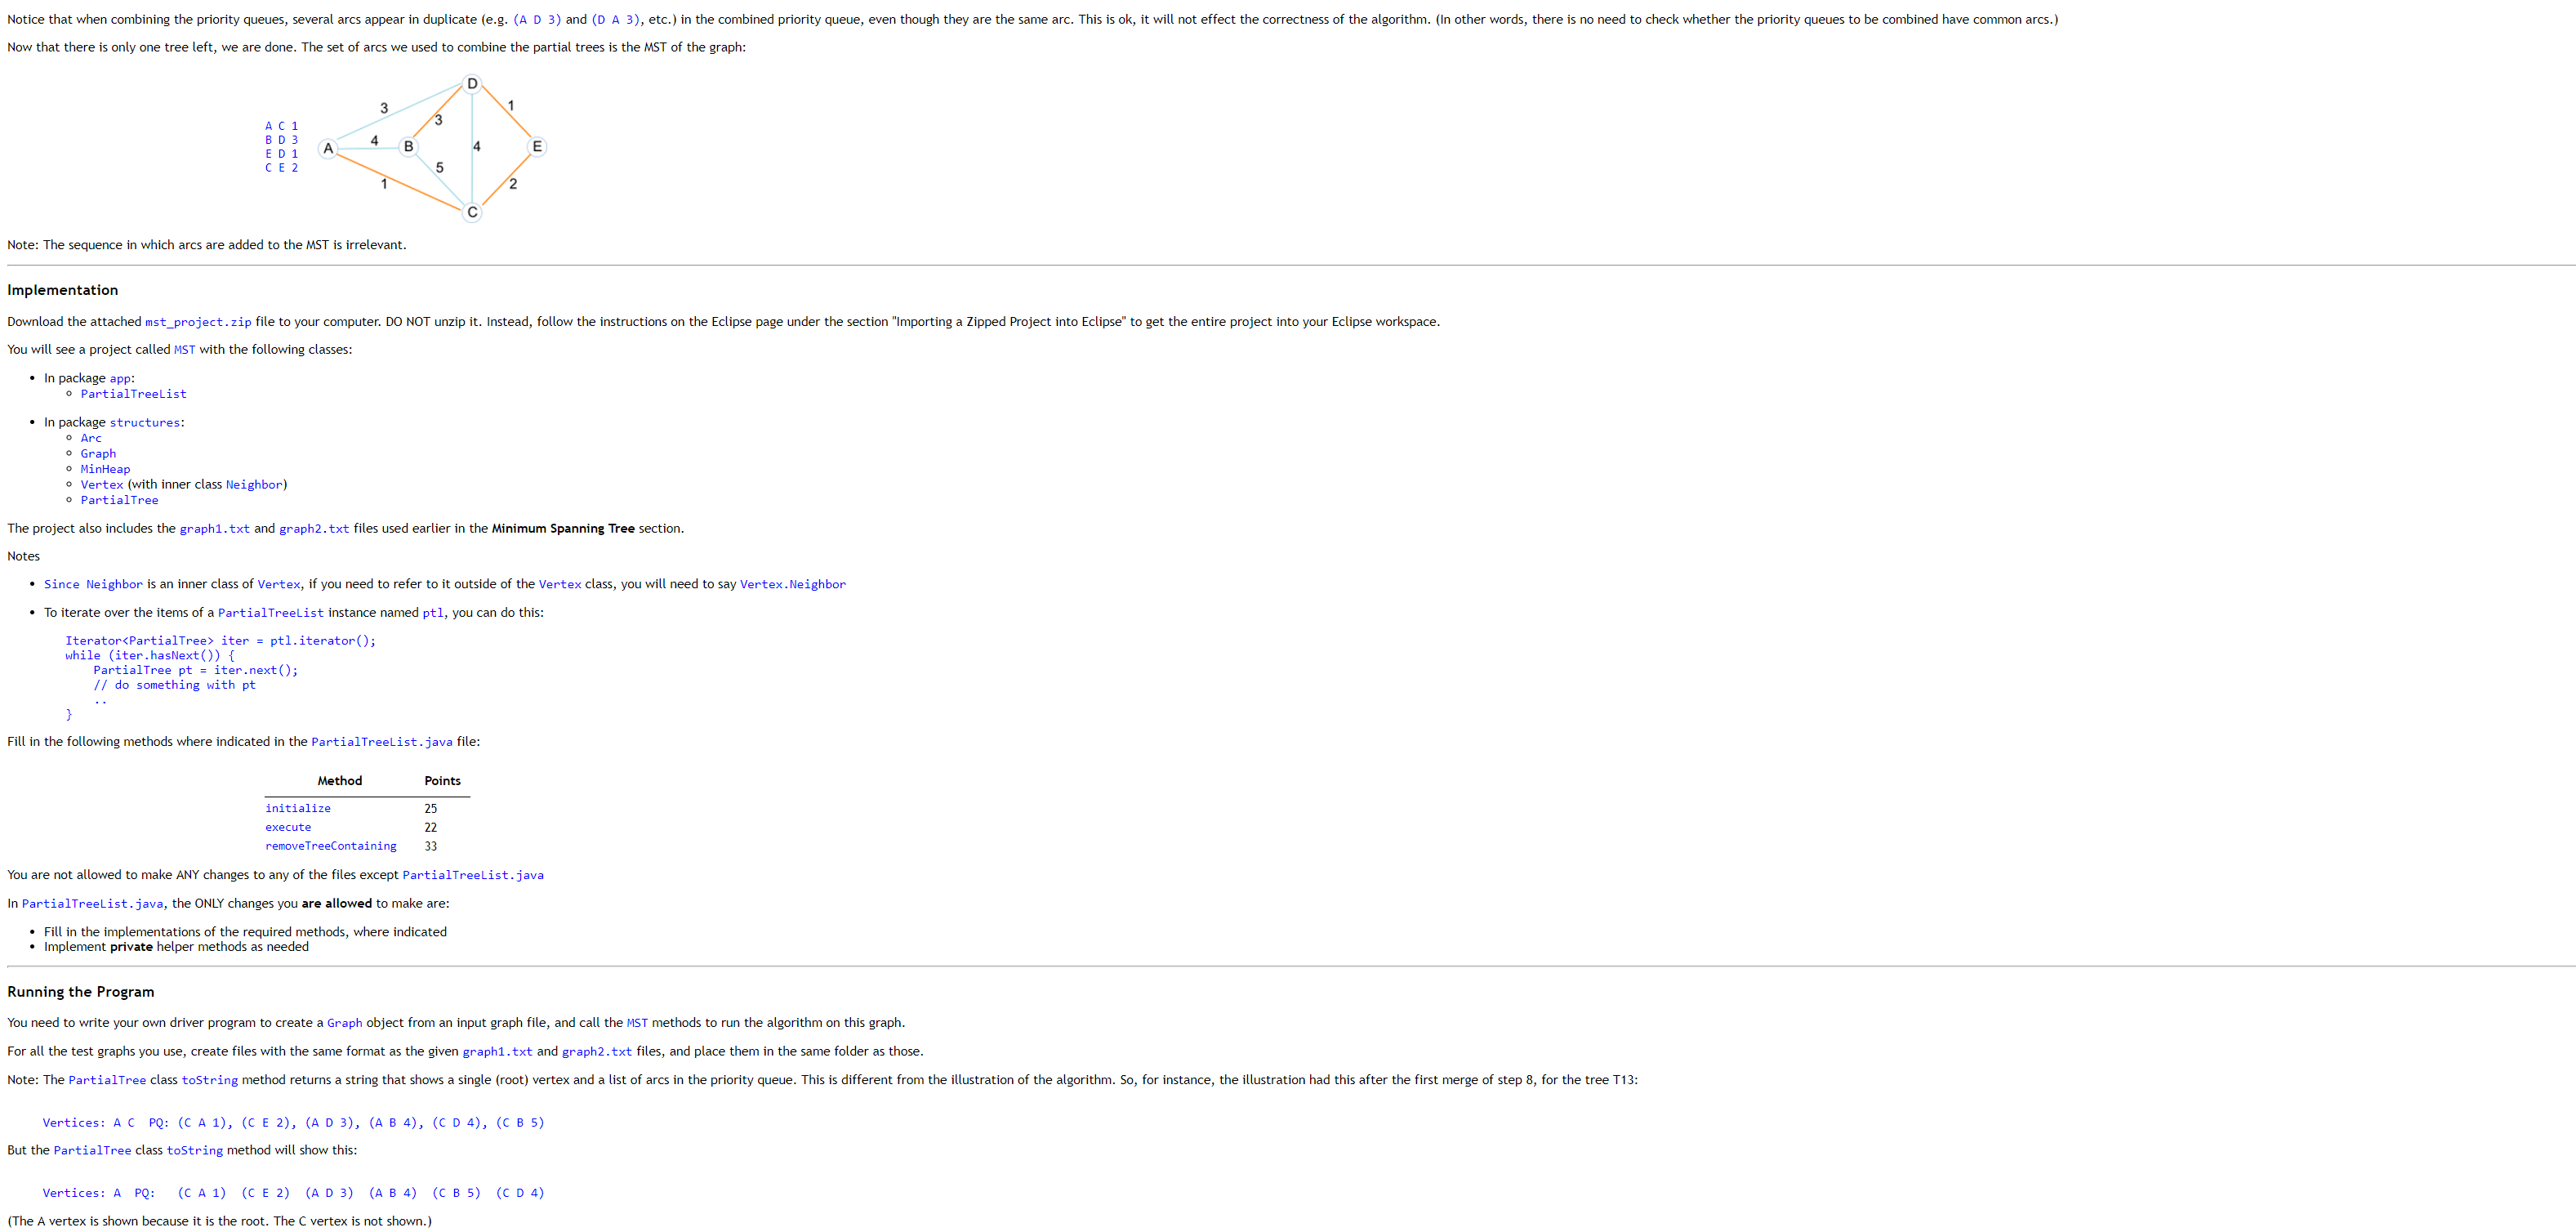 Notice that when combining the priority queues, several arcs appear in duplicate (e.g. (A D 3) and (D A 3), etc.) in the combined priority queue, even though they are the same arc. This is ok, it will not effect the correctness of the algorithm. (In other words, there is no need to check whether the priority queues to be combined have common arcs.)
Now that there is only one tree left, we are done. The set of arcs we used to combine the partial trees is the MST of the graph:
A C 1
B D 3
E D 1
C E 2
D
3
1
3
4
A
B
4
E
5
1
2
C
Note: The sequence in which arcs are added to the MST is irrelevant.
Implementation
Download the attached mst_project.zip file to your computer. DO NOT unzip it. Instead, follow the instructions on the Eclipse page under the section "Importing a Zipped Project into Eclipse" to get the entire project into your Eclipse workspace.
You will see a project called MST with the following classes:
• In package app:
○ PartialTreeList
• In package structures:
○ Arc
○ Graph
○ MinHeap
○ Vertex (with inner class Neighbor)
○ PartialTree
The project also includes the graph1.txt and graph2.txt files used earlier in the Minimum Spanning Tree section.
Notes
• Since Neighbor is an inner class of Vertex, if you need to refer to it outside of the Vertex class, you will need to say Vertex.Neighbor
• To iterate over the items of a PartialTreeList instance named ptl, you can do this:
Iterator<PartialTree> iter = ptl.iterator();
while (iter.hasNext()) {
PartialTree pt = iter.next();
// do something with pt
..
}
Fill in the following methods where indicated in the PartialTreeList.java file:
Method Points
initialize 25
execute 22
removeTreeContaining 33
You are not allowed to make ANY changes to any of the files except PartialTreeList.java
In PartialTreeList.java, the ONLY changes you are allowed to make are:
• Fill in the implementations of the required methods, where indicated
• Implement private helper methods as needed
Running the Program
You need to write your own driver program to create a Graph object from an input graph file, and call the MST methods to run the algorithm on this graph.
For all the test graphs you use, create files with the same format as the given graph1.txt and graph2.txt files, and place them in the same folder as those.
Note: The PartialTree class toString method returns a string that shows a single (root) vertex and a list of arcs in the priority queue. This is different from the illustration of the algorithm. So, for instance, the illustration had this after the first merge of step 8, for the tree T13:
Vertices: A C  PQ: (C A 1), (C E 2), (A D 3), (A B 4), (C D 4), (C B 5)
But the PartialTree class toString method will show this:
Vertices: A  PQ:   (C A 1)  (C E 2)  (A D 3)  (A B 4)  (C B 5)  (C D 4)
(The A vertex is shown because it is the root. The C vertex is not shown.)